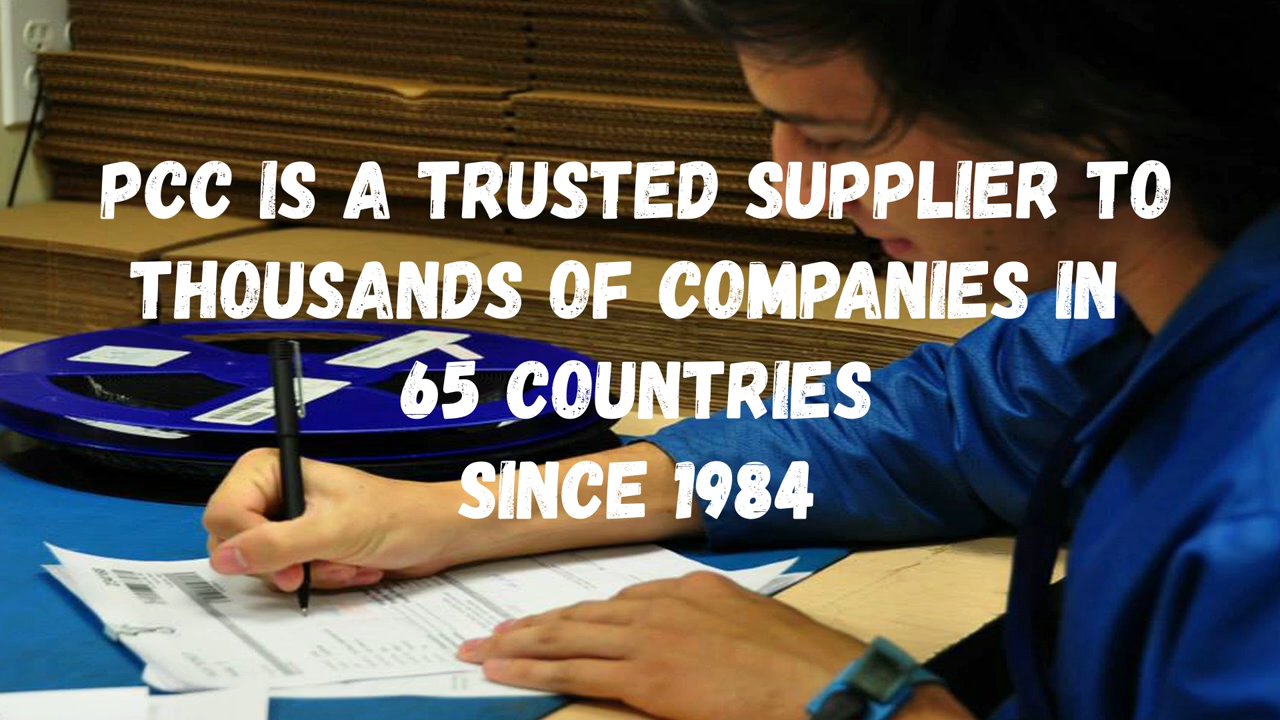 PCC IS A TRUSTED SUPPLIER TO
THOUSANDS OF COMPANIES IN
65 COUNTRIES
SINCE 1984